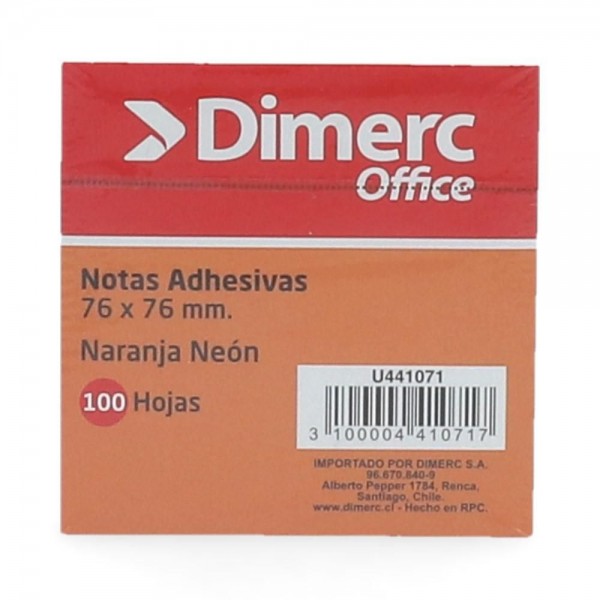 Dimerc
Office
Notas Adhesivas
76 x 76 mm.
Naranja Neón
100 Hojas
U441071
3 100004 410717
IMPORTADO POR DIMERC S.A.
96.670.840-9
Alberto Pepper 1784, Renca,
Santiago, Chile.
www.dimerc.cl - Hecho en RPC.